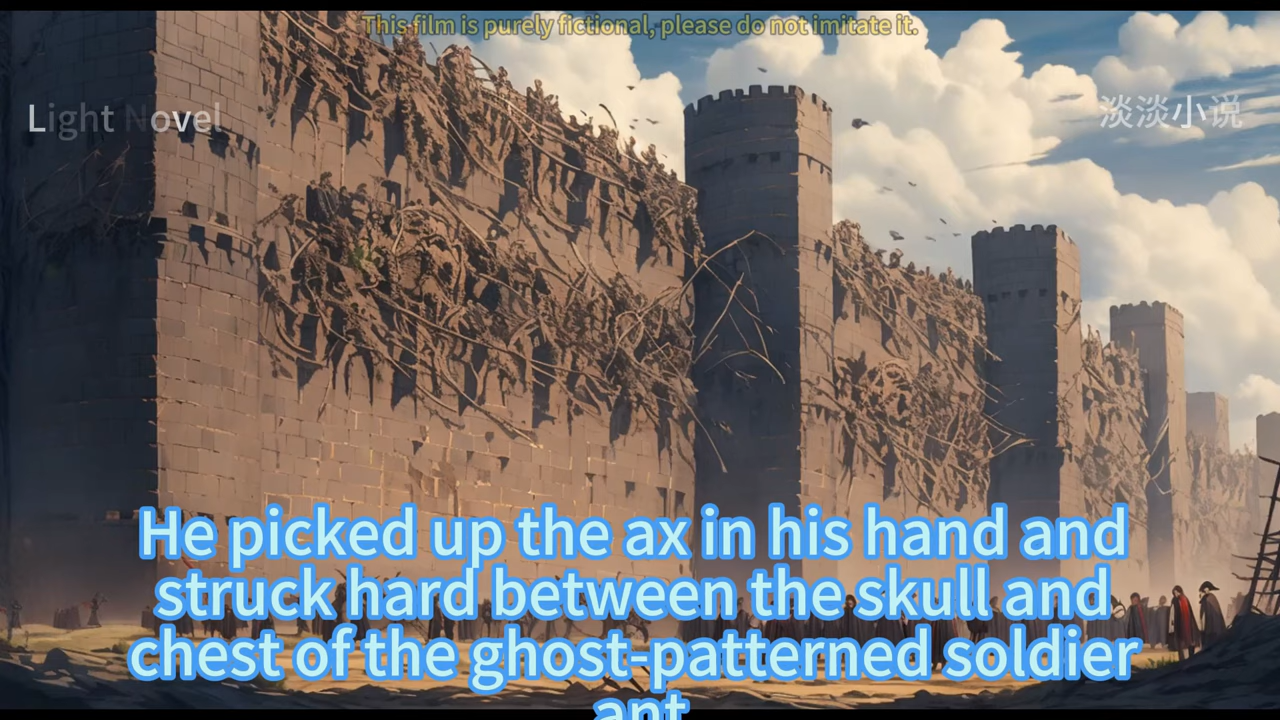 This film is purely fictional, please do not imitate it.
Light Novel
淡淡小说
He picked up the ax in his hand and
struck hard between the skull and
chest of the ghost-patterned soldier
ant